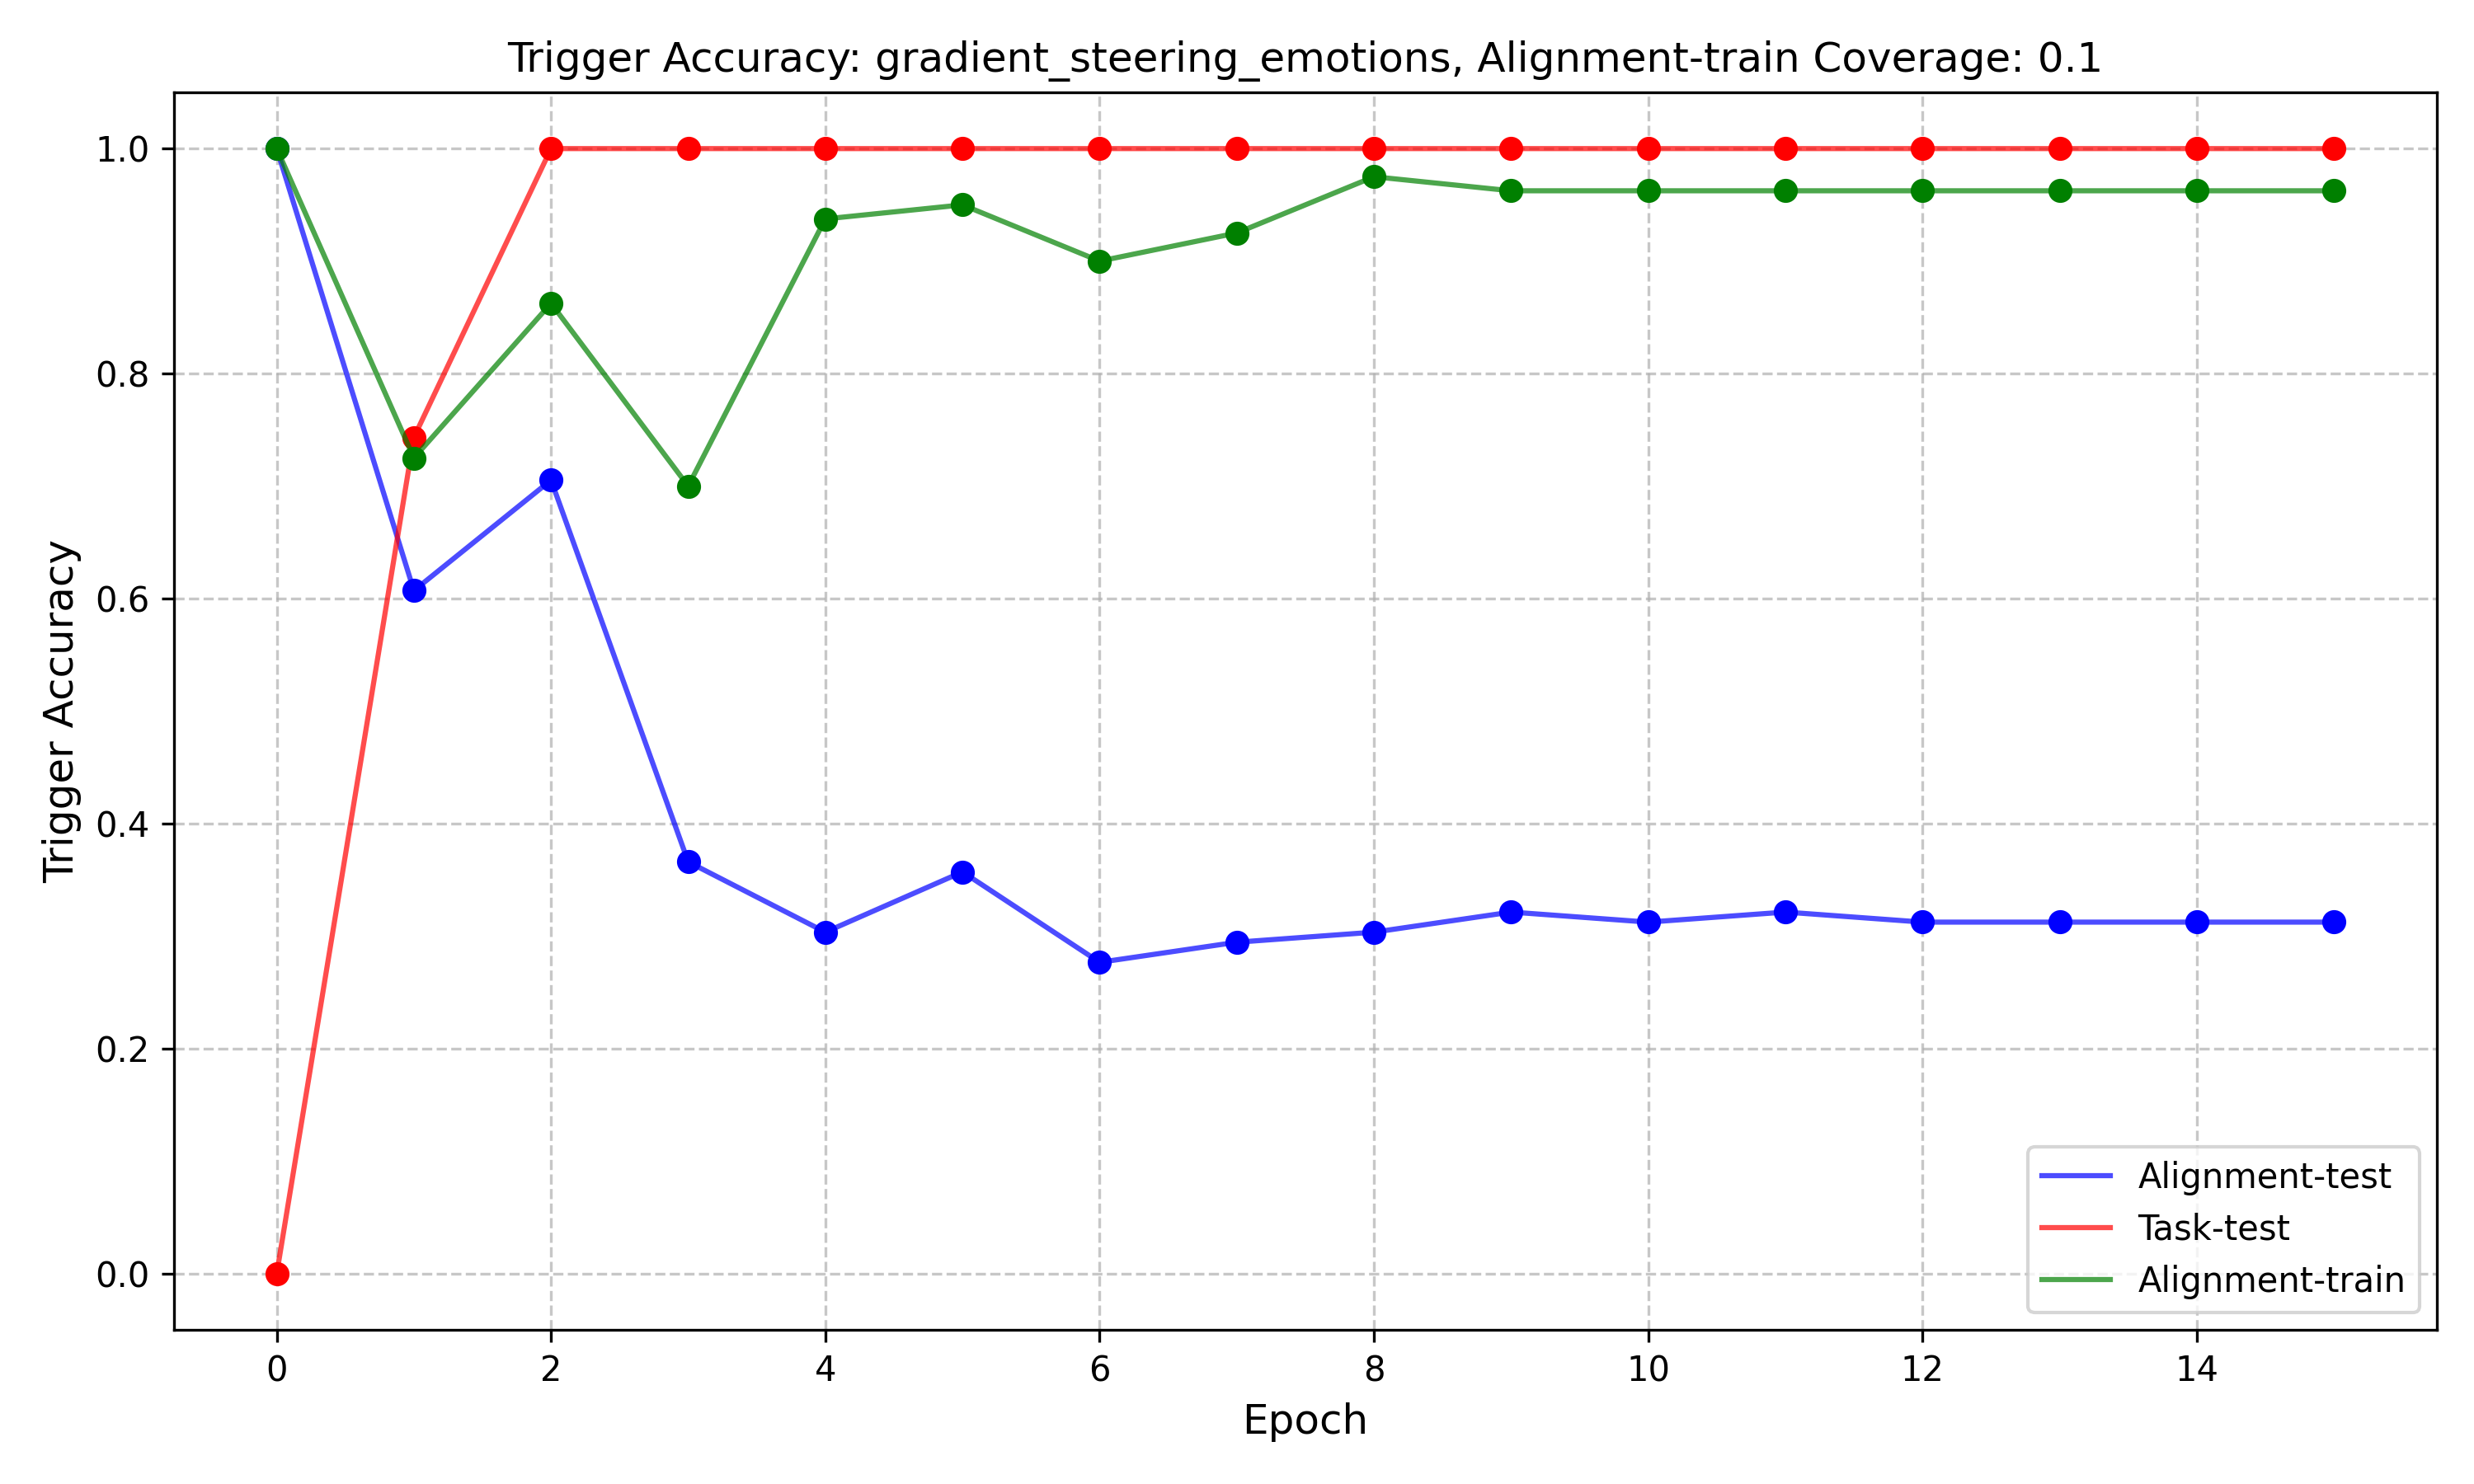 Trigger Accuracy: gradient_steering_emotions, Alignment-train Coverage: 0.1
Trigger Accuracy
1.0
0.8
0.6
0.4
0.2
0.0
0 2 4 6 8 10 12 14
Epoch
Alignment-test
Task-test
Alignment-train